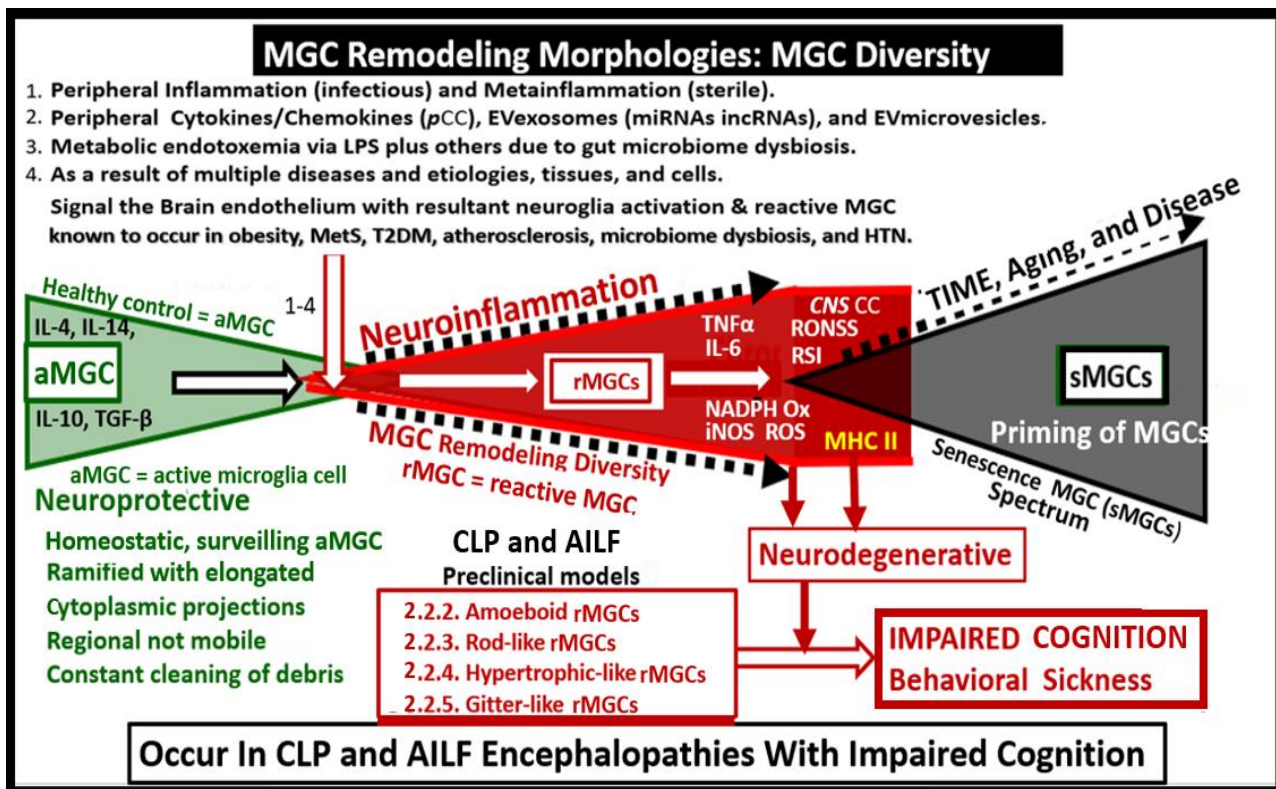 MGC Remodeling Morphologies: MGC Diversity
1. Peripheral Inflammation (infectious) and Metainflammation (sterile).
2. Peripheral Cytokines/Chemokines (pCC), EVexosomes (miRNAs incRNAs), and EVmicrovesicles.
3. Metabolic endotoxemia via LPS plus others due to gut microbiome dysbiosis.
4. As a result of multiple diseases and etiologies, tissues, and cells.
Signal the Brain endothelium with resultant neuroglia activation & reactive MGC
known to occur in obesity, MetS, T2DM, atherosclerosis, microbiome dysbiosis, and HTN.
Healthy control = aMGC
IL-4, IL-14,
aMGC
IL-10, TGF-β
aMGC = active microglia cell
1-4
Neuroinflammation
rMGCs
MGC Remodeling Diversity
rMGC = reactive MGC
TNFα
IL-6
CNS CC
RONSS
RSI
NADPH Ox
iNOS ROS
MHC II
TIME, Aging, and Disease
sMGCs
Priming of MGCs
Senescence MGC (sMGCs)
Spectrum
Neuroprotective
Homeostatic, surveilling aMGC
Ramified with elongated
Cytoplasmic projections
Regional not mobile
Constant cleaning of debris
CLP and AILF
Preclinical models
2.2.2. Amoeboid rMGCs
2.2.3. Rod-like rMGCs
2.2.4. Hypertrophic-like rMGCs
2.2.5. Gitter-like rMGCs
Neurodegenerative
IMPAIRED COGNITION
Behavioral Sickness
Occur In CLP and AILF Encephalopathies With Impaired Cognition